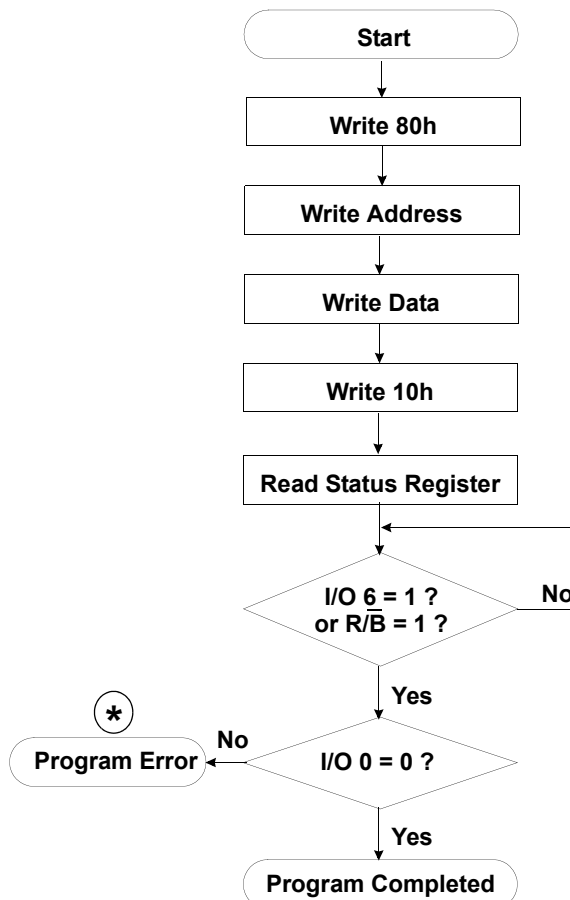 Start
Write 80h
Write Address
Write Data
Write 10h
Read Status Register
I/O 6 = 1 ?
or R/B̅ = 1 ?
No
Yes
*
No
Program Error
I/O 0 = 0 ?
Yes
Program Completed